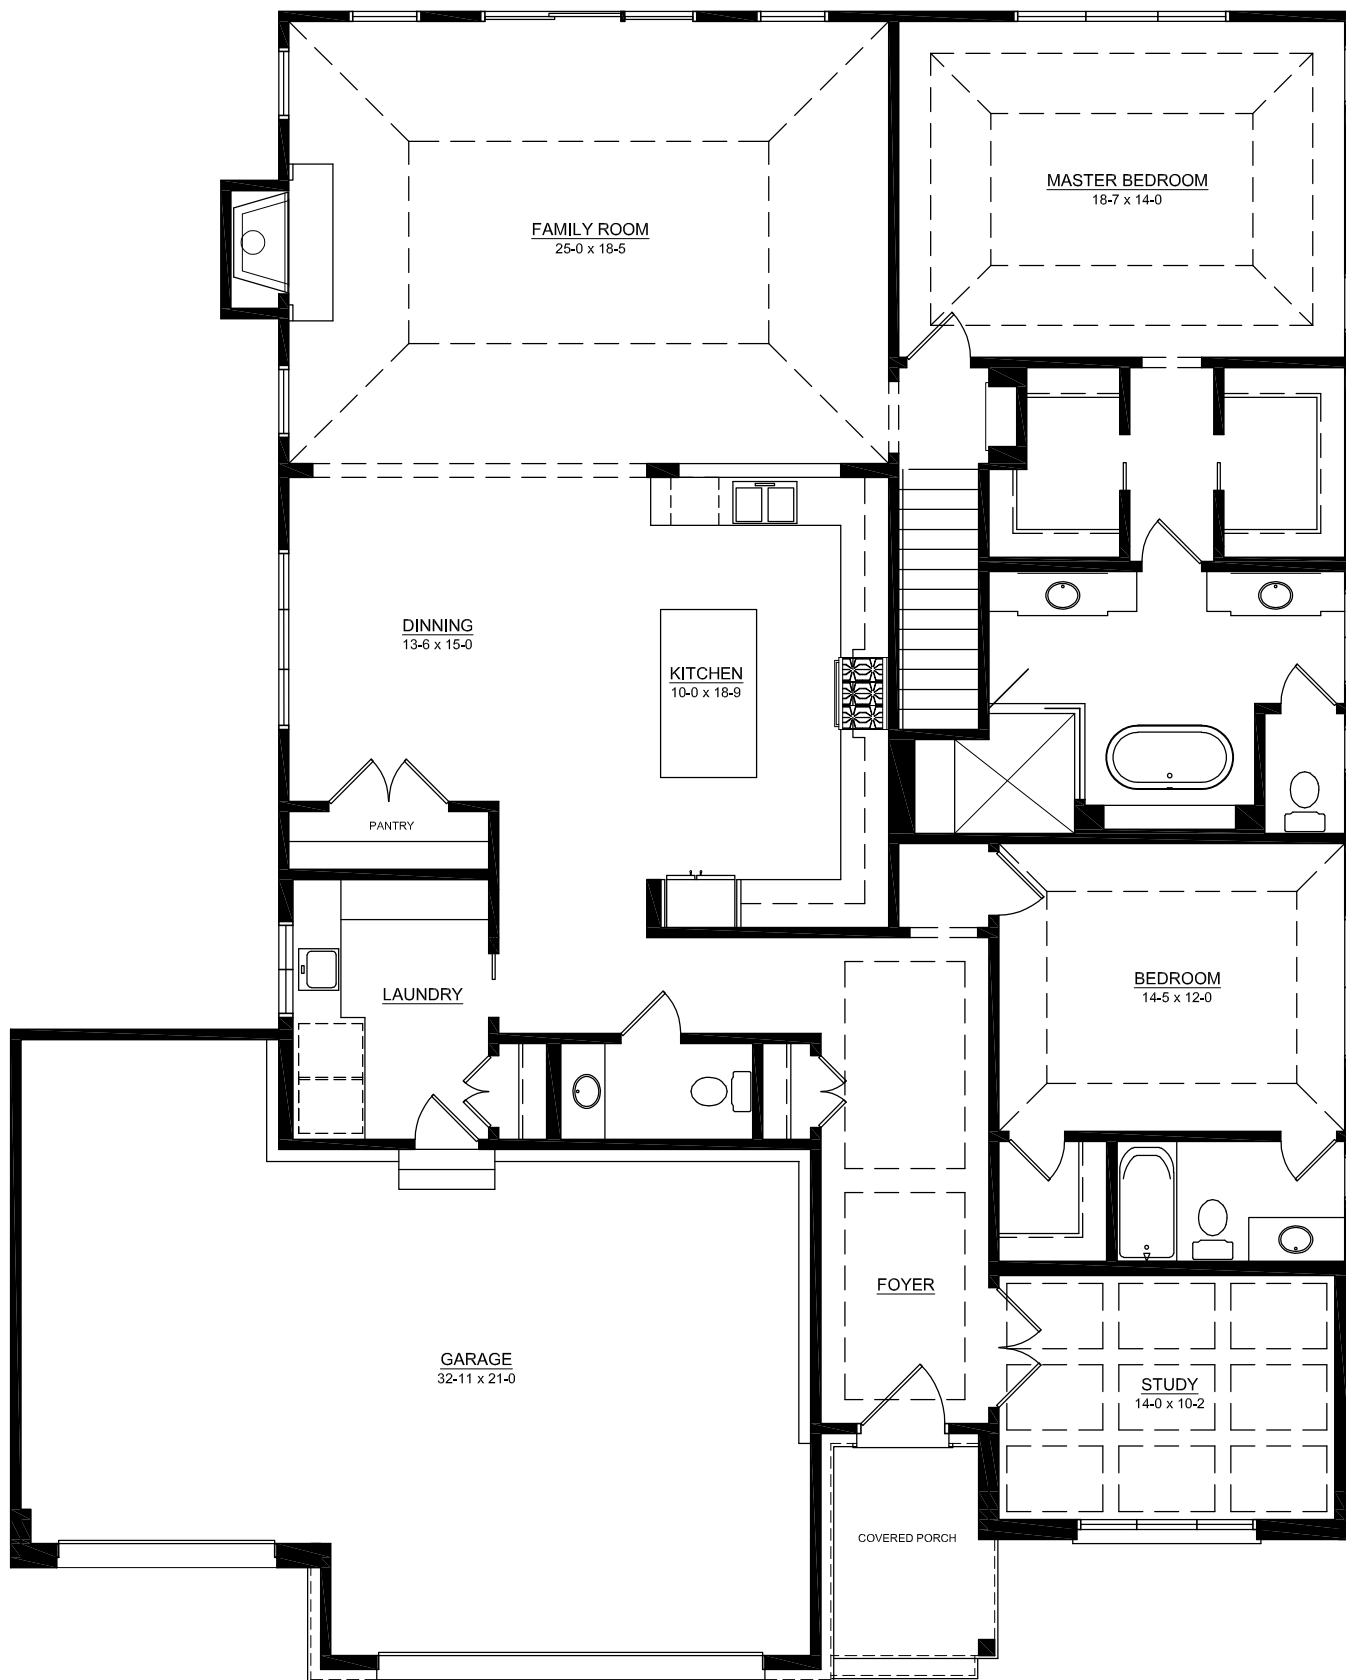 MASTER BEDROOM
18-7 x 14-0
FAMILY ROOM
25-0 x 18-5
DINNING
13-6 x 15-0
KITCHEN
10-0 x 18-9
PANTRY
LAUNDRY
BEDROOM
14-5 x 12-0
FOYER
GARAGE
32-11 x 21-0
STUDY
14-0 x 10-2
COVERED PORCH